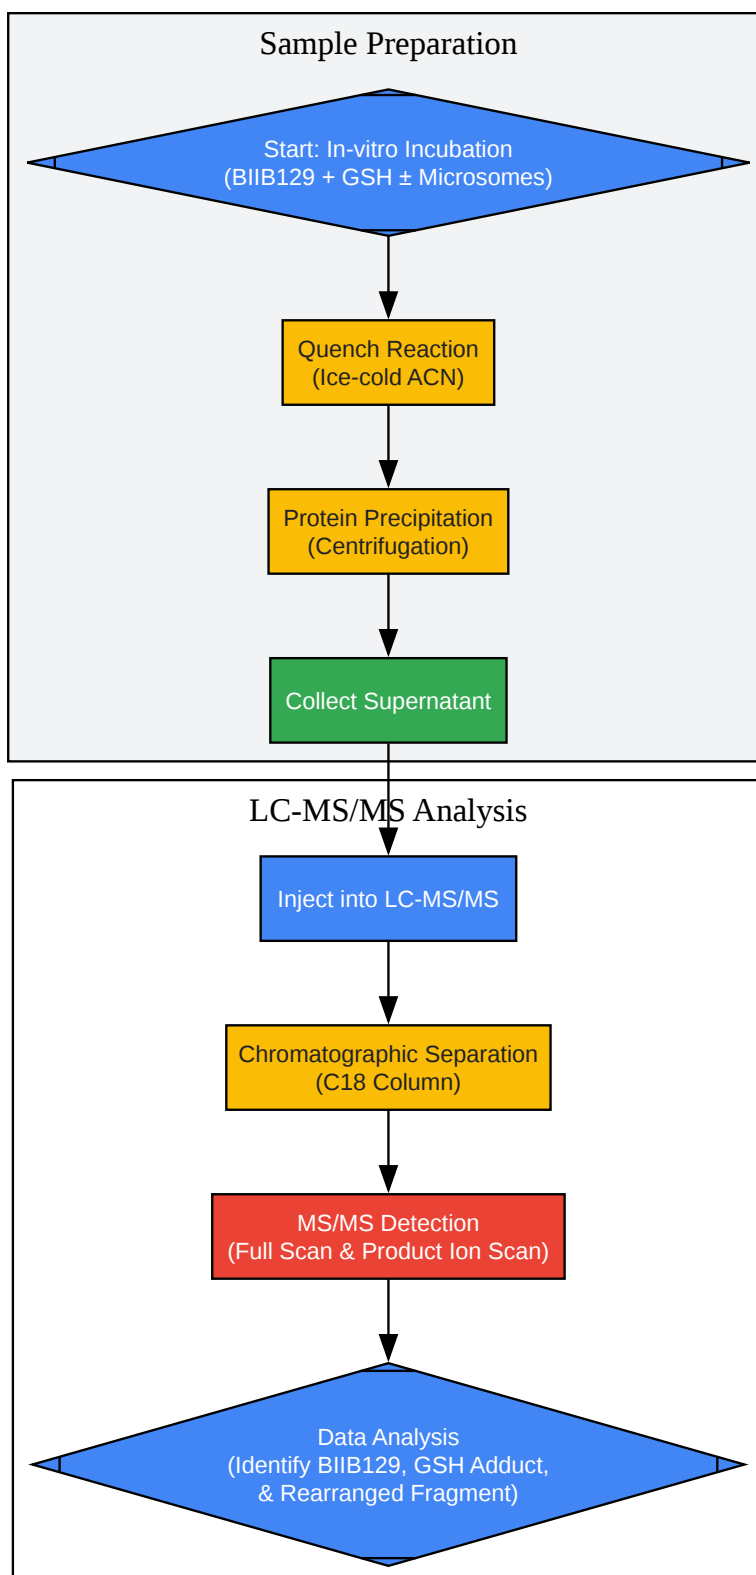 Sample Preparation
Start: In-vitro Incubation
(BIIB129 + GSH ± Microsomes)
Quench Reaction
(Ice-cold ACN)
Protein Precipitation
(Centrifugation)
Collect Supernatant
LC-MS/MS Analysis
Inject into LC-MS/MS
Chromatographic Separation
(C18 Column)
MS/MS Detection
(Full Scan & Product Ion Scan)
Data Analysis
(Identify BIIB129, GSH Adduct,
& Rearranged Fragment)